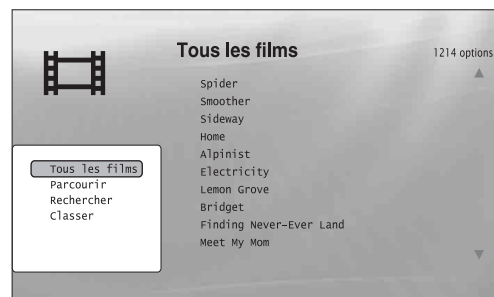 Tous les films
1214 options
Spider
Smoother
Sideway
Home
Alpinist
Electricity
Lemon Grove
Bridget
Finding Never-Ever Land
Meet My Mom
Tous les films
Parcourir
Rechercher
Classer